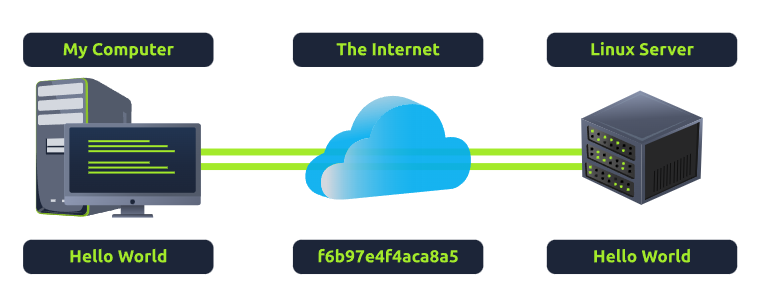 My Computer
The Internet
Linux Server
Hello World
f6b97e4f4aca8a5
Hello World